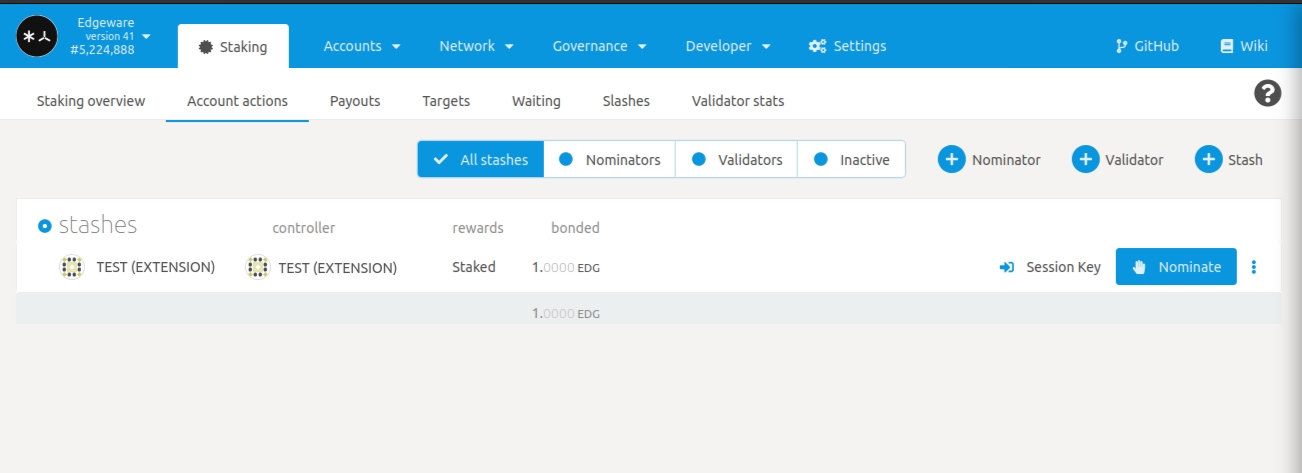 Edgeware
version 41
#5,224,888
Staking
Accounts
Network
Governance
Developer
Settings
GitHub
Wiki
Staking overview
Account actions
Payouts
Targets
Waiting
Slashes
Validator stats
?
All stashes
Nominators
Validators
Inactive
Nominator
Validator
Stash
stashes
controller
rewards
bonded
TEST (EXTENSION)
TEST (EXTENSION)
Staked
1.0000 EDG
Session Key
Nominate
1.0000 EDG